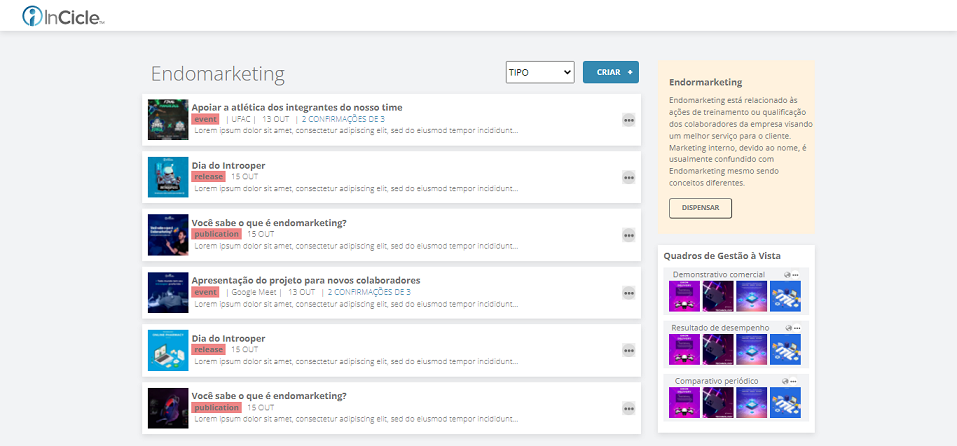 InCicle
Endomarketing
TIPO
CRIAR +
Apoiar a atlética dos integrantes do nosso time
event | UFAC | 13 OUT | 2 CONFIRMAÇÕES DE 3
Lorem ipsum dolor sit amet, consectetur adipiscing elit, sed do eiusmod tempor incididunt...
Dia do Introoper
release 15 OUT
Lorem ipsum dolor sit amet, consectetur adipiscing elit, sed do eiusmod tempor incididunt...
Você sabe o que é endomarketing?
publication 15 OUT
Lorem ipsum dolor sit amet, consectetur adipiscing elit, sed do eiusmod tempor incididunt...
Apresentação do projeto para novos colaboradores
event | Google Meet | 13 OUT | 2 CONFIRMAÇÕES DE 3
Lorem ipsum dolor sit amet, consectetur adipiscing elit, sed do eiusmod tempor incididunt...
Dia do Introoper
release 15 OUT
Lorem ipsum dolor sit amet, consectetur adipiscing elit, sed do eiusmod tempor incididunt...
Você sabe o que é endomarketing?
publication 15 OUT
Lorem ipsum dolor sit amet, consectetur adipiscing elit, sed do eiusmod tempor incididunt...
Endormarketing
Endomarketing está relacionado às
ações de treinamento ou qualificação
dos colaboradores da empresa visando
um melhor serviço para o cliente.
Marketing interno, devido ao nome, é
usualmente confundido com
Endomarketing mesmo sendo
conceitos diferentes.
DISPENSAR
Quadros de Gestão à Vista
Demonstrativo comercial
Resultado de desempenho
Comparativo periódico